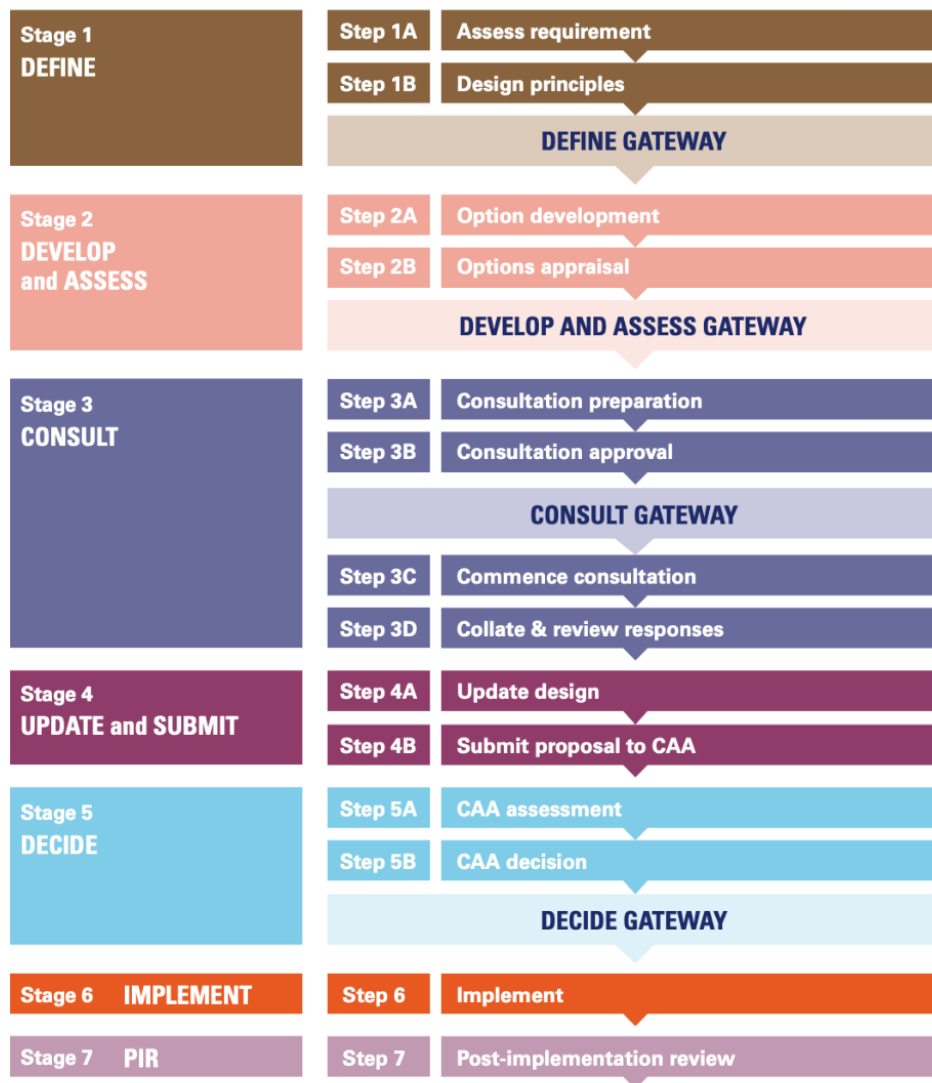 Stage 1
DEFINE
Step 1A Assess requirement
Step 1B Design principles
DEFINE GATEWAY
Stage 2
DEVELOP
and ASSESS
Step 2A Option development
Step 2B Options appraisal
DEVELOP AND ASSESS GATEWAY
Stage 3
CONSULT
Step 3A Consultation preparation
Step 3B Consultation approval
CONSULT GATEWAY
Step 3C Commence consultation
Step 3D Collate & review responses
Stage 4
UPDATE and SUBMIT
Step 4A Update design
Step 4B Submit proposal to CAA
Stage 5
DECIDE
Step 5A CAA assessment
Step 5B CAA decision
DECIDE GATEWAY
Stage 6 IMPLEMENT
Step 6 Implement
Stage 7 PIR
Step 7 Post-implementation review